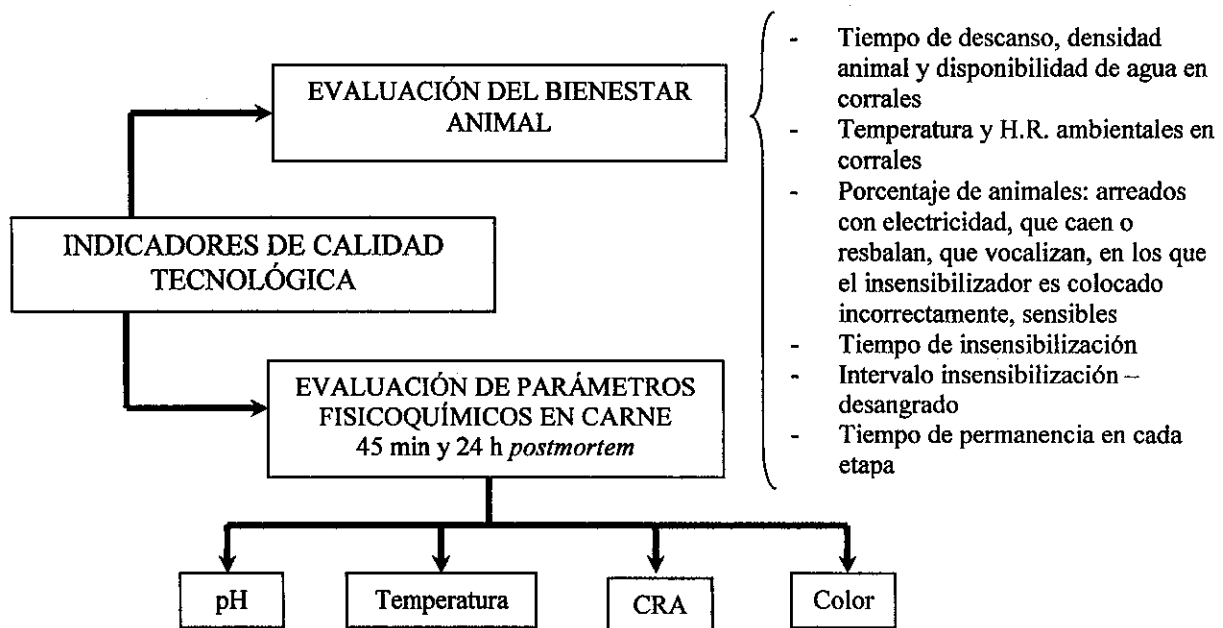 EVALUACIÓN DEL BIENESTAR
ANIMAL
- Tiempo de descanso, densidad
animal y disponibilidad de agua en
corrales
- Temperatura y H.R. ambientales en
corrales
- Porcentaje de animales: arreados
con electricidad, que caen o
resbalan, que vocalizan, en los que
el insensibilizador es colocado
incorrectamente, sensibles
- Tiempo de insensibilización
- Intervalo insensibilización –
desangrado
- Tiempo de permanencia en cada
etapa
INDICADORES DE CALIDAD
TECNOLÓGICA
EVALUACIÓN DE PARÁMETROS
FISICOQUÍMICOS EN CARNE
45 min y 24 h postmortem
pH
Temperatura
CRA
Color